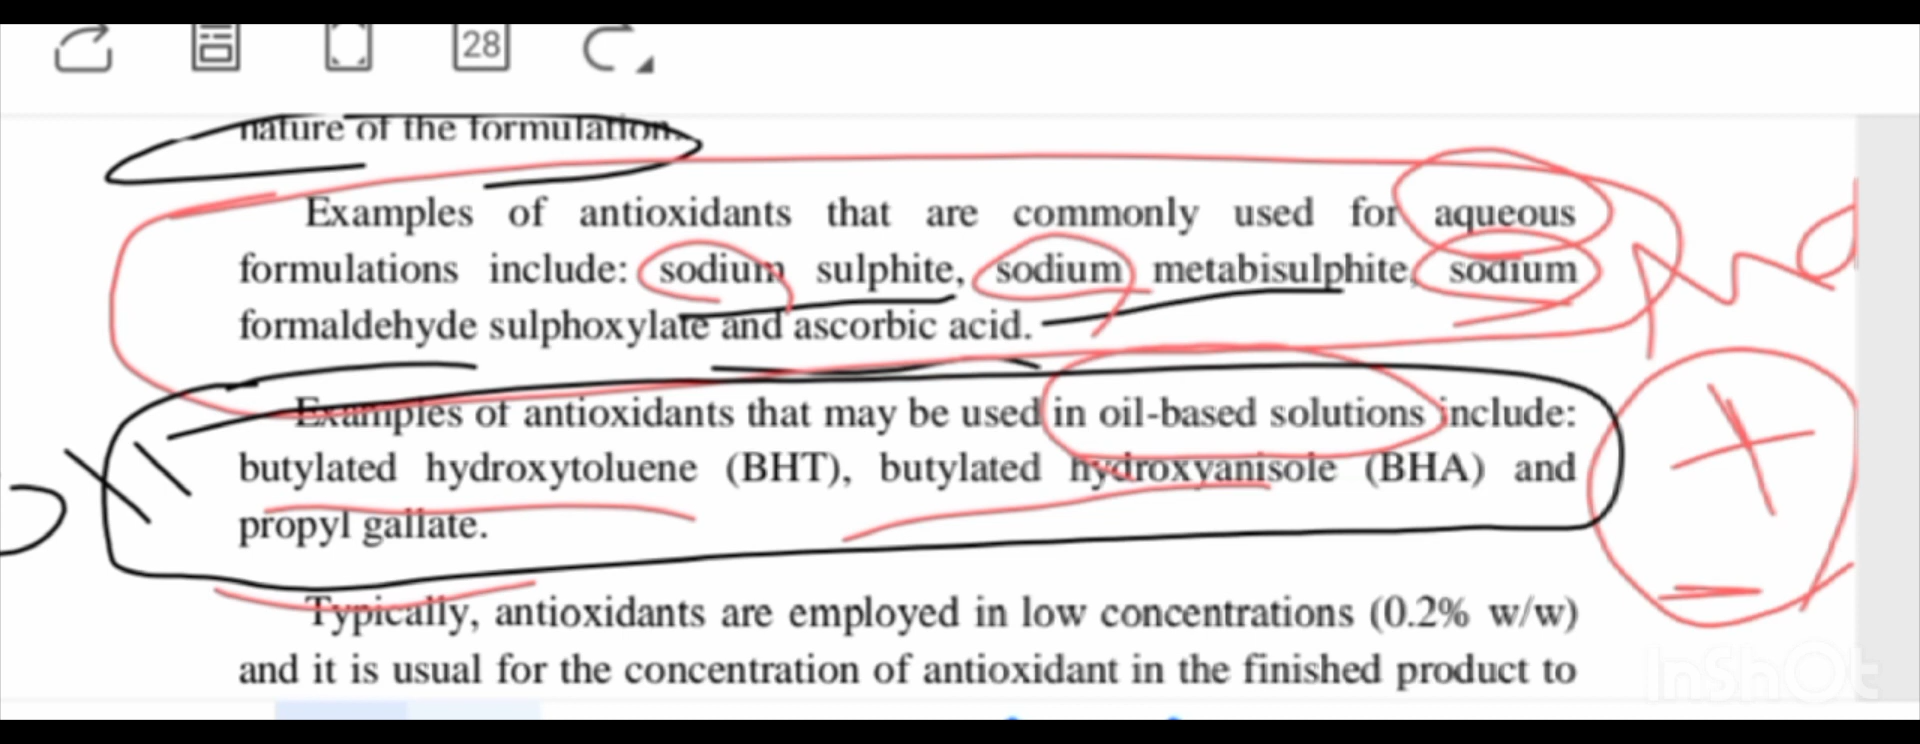 28
nature of the formulation.
Examples of antioxidants that are commonly used for aqueous
formulations include: sodium sulphite, sodium metabisulphite, sodium
formaldehyde sulphoxylate and ascorbic acid.
Examples of antioxidants that may be used in oil-based solutions include:
butylated hydroxytoluene (BHT), butylated hydroxyanisole (BHA) and
propyl gallate.
Typically, antioxidants are employed in low concentrations (0.2% w/w)
and it is usual for the concentration of antioxidant in the finished product to
InShOt